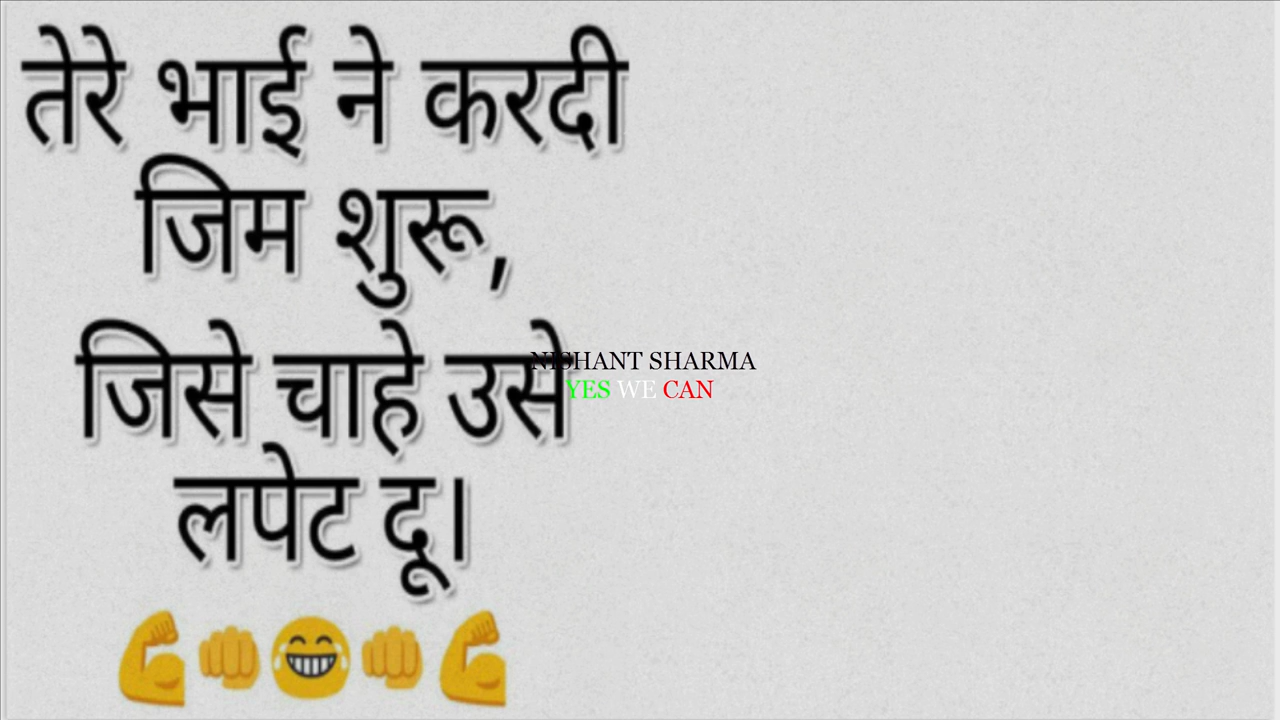 तेरे भाई ने करदी
जिम शुरू,
जिसे चाहे उसे
लपेट दू।
💪👊😂👊💪
NISHANT SHARMA
YES WE CAN